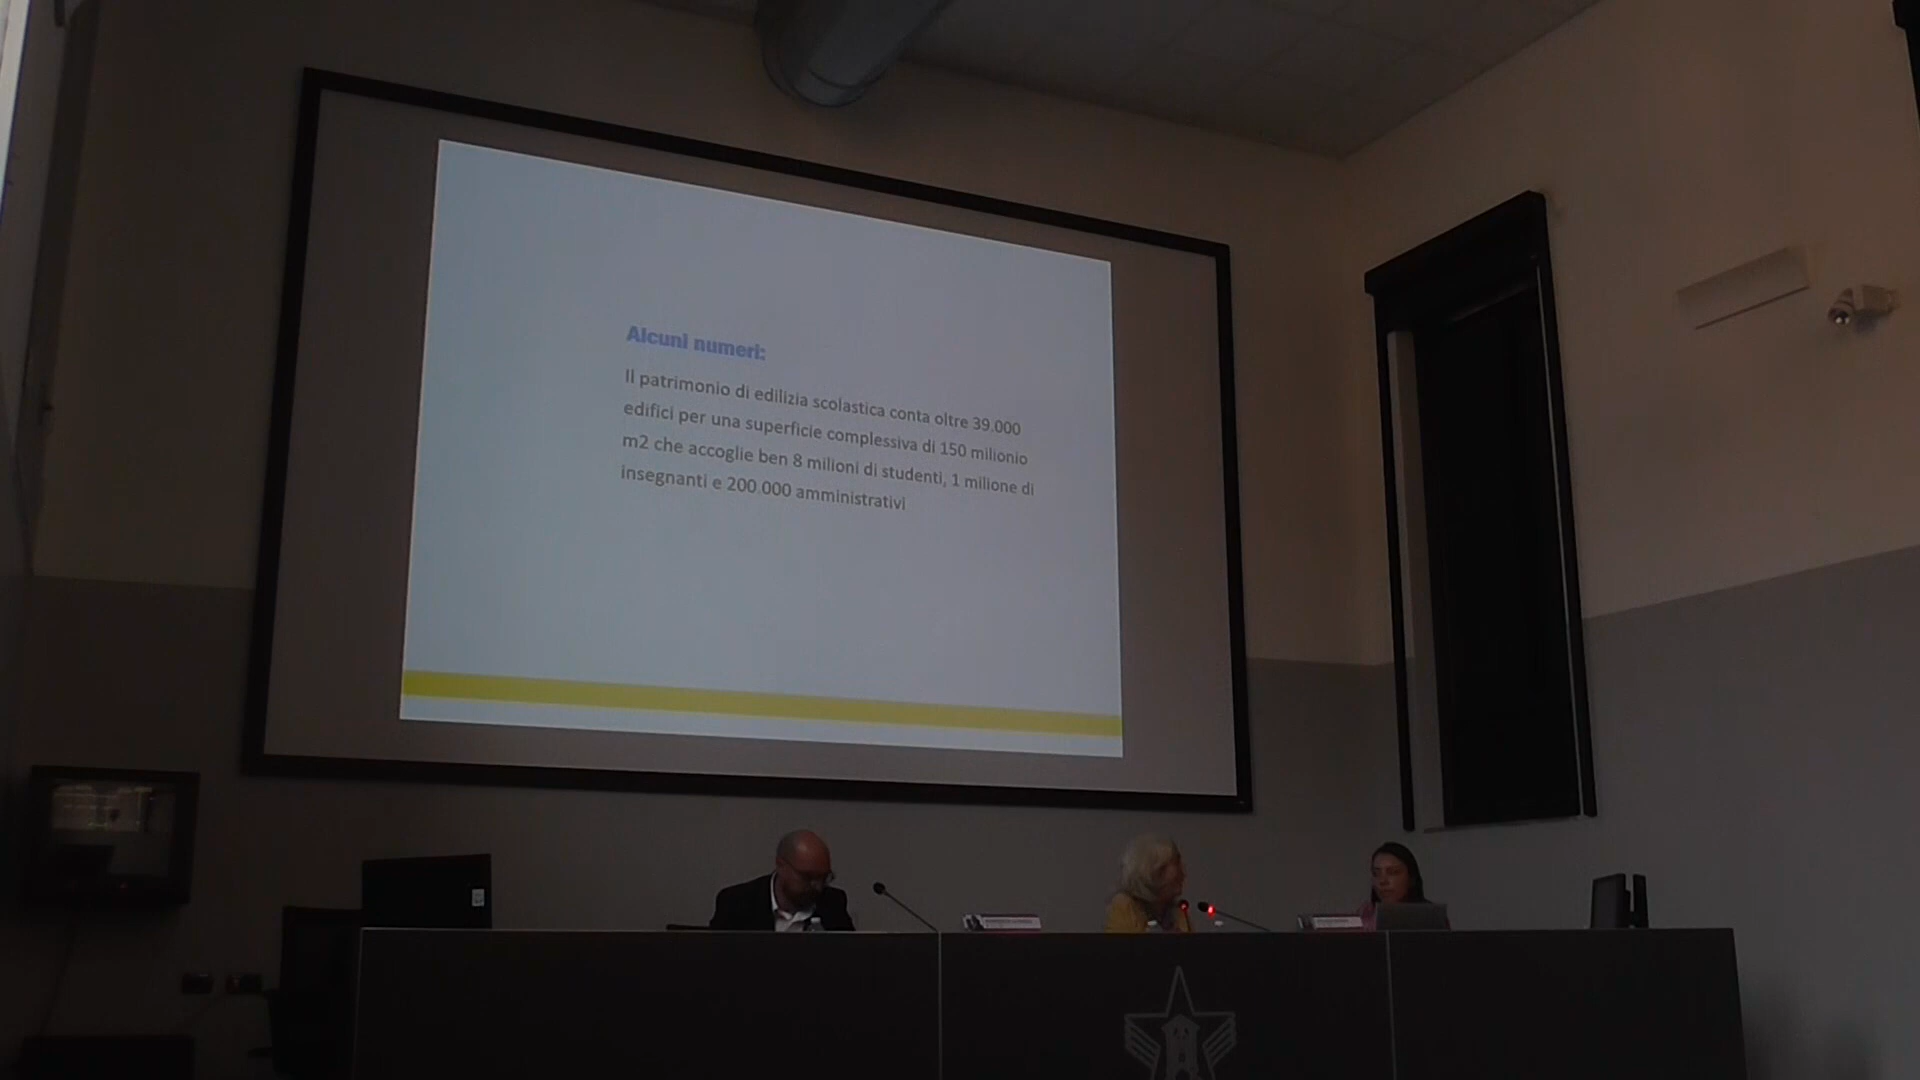 Alcuni numeri:
Il patrimonio di edilizia scolastica conta oltre 39.000
edifici per una superficie complessiva di 150 milionio
m2 che accoglie ben 8 milioni di studenti, 1 milione di
insegnanti e 200.000 amministrativi